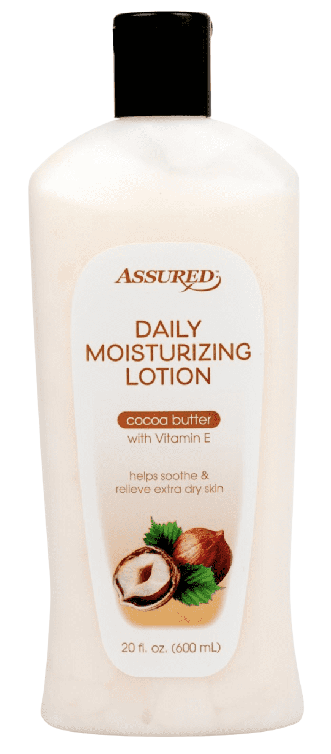 ASSURED
DAILY
MOISTURIZING
LOTION
cocoa butter
with Vitamin E
helps soothe &
relieve extra dry skin
20 fl. oz. (600 mL)